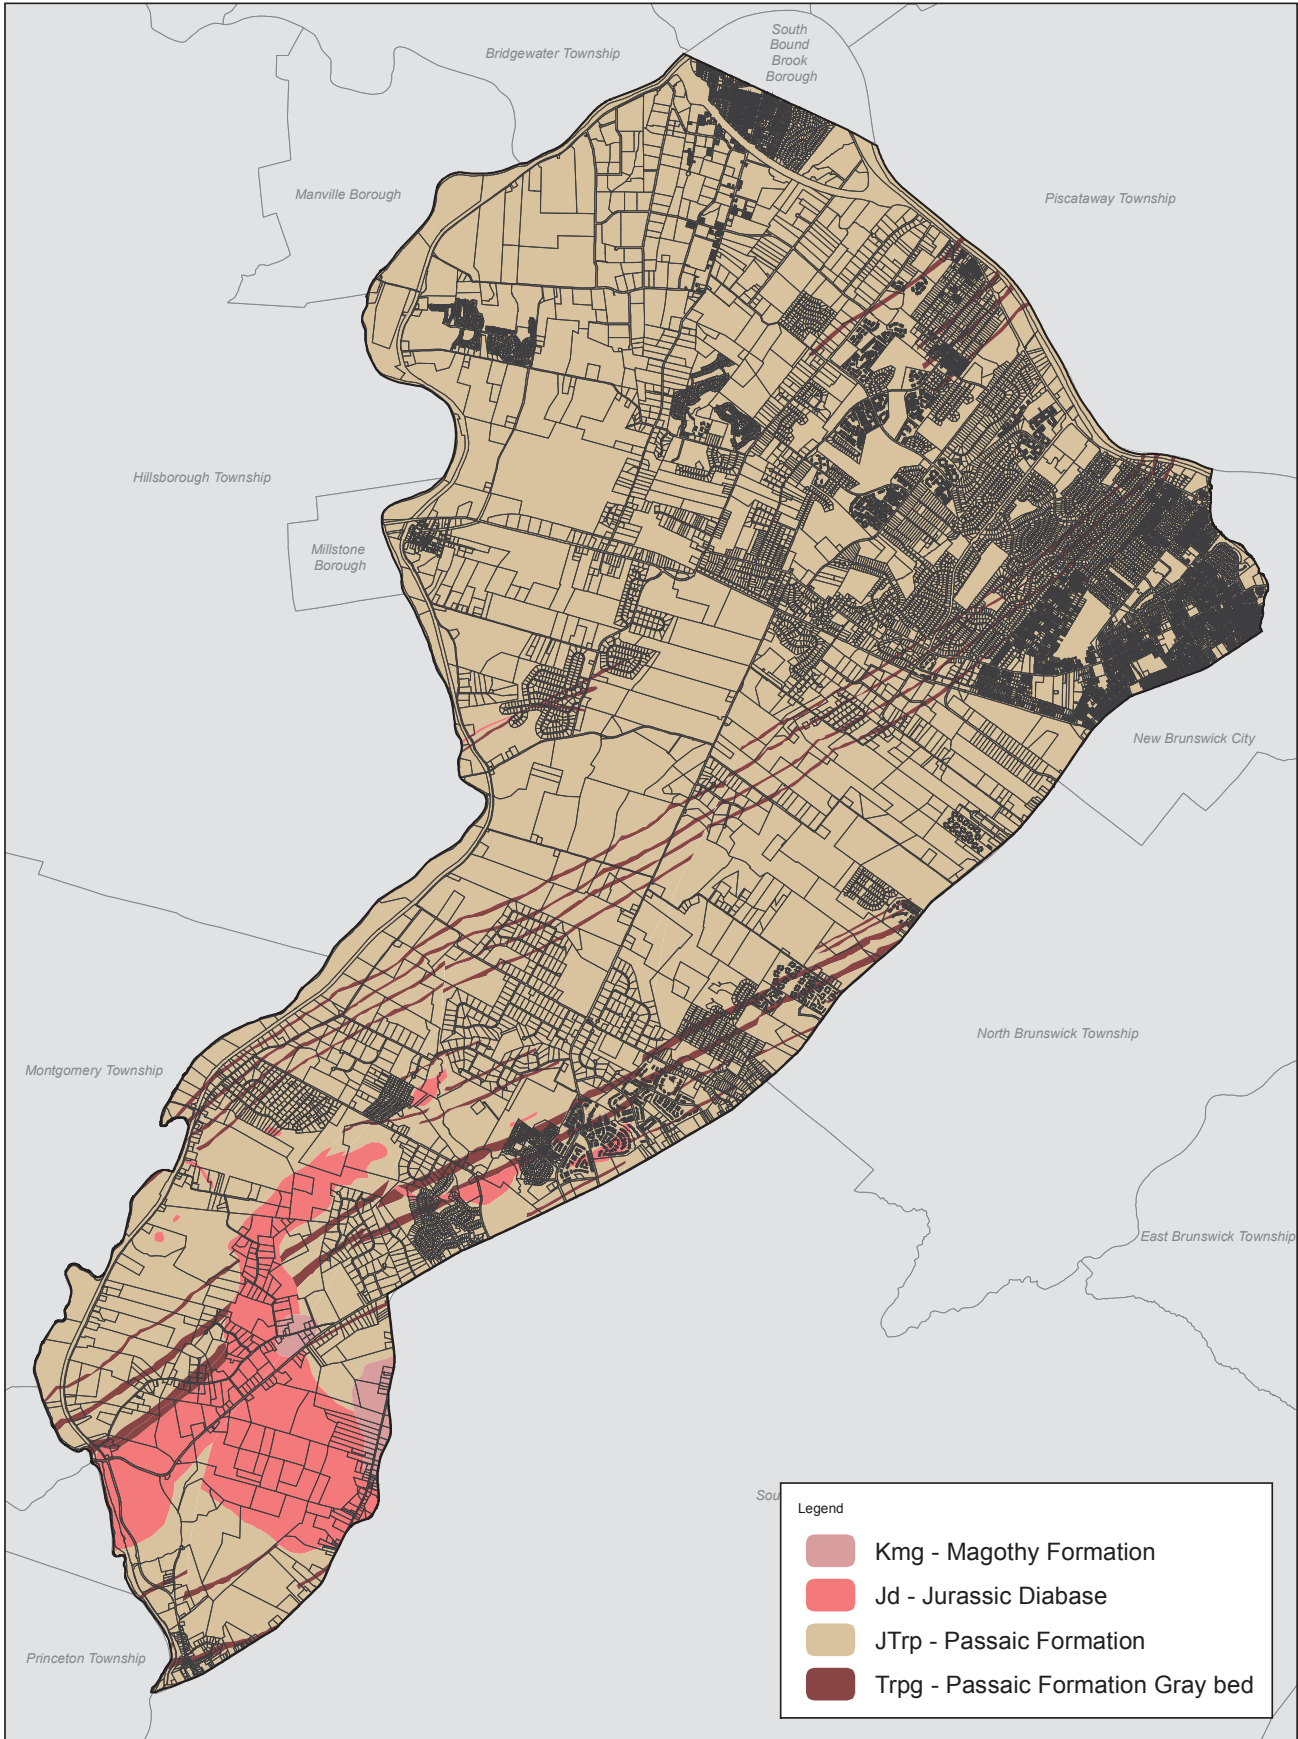 South
Bound
Brook
Borough
Bridgewater Township
Manville Borough
Piscataway Township
Hillsborough Township
Millstone
Borough
New Brunswick City
North Brunswick Township
Montgomery Township
East Brunswick Township
Sou
Princeton Township
Legend
Kmg - Magothy Formation
Jd - Jurassic Diabase
JTrp - Passaic Formation
Trpg - Passaic Formation Gray bed